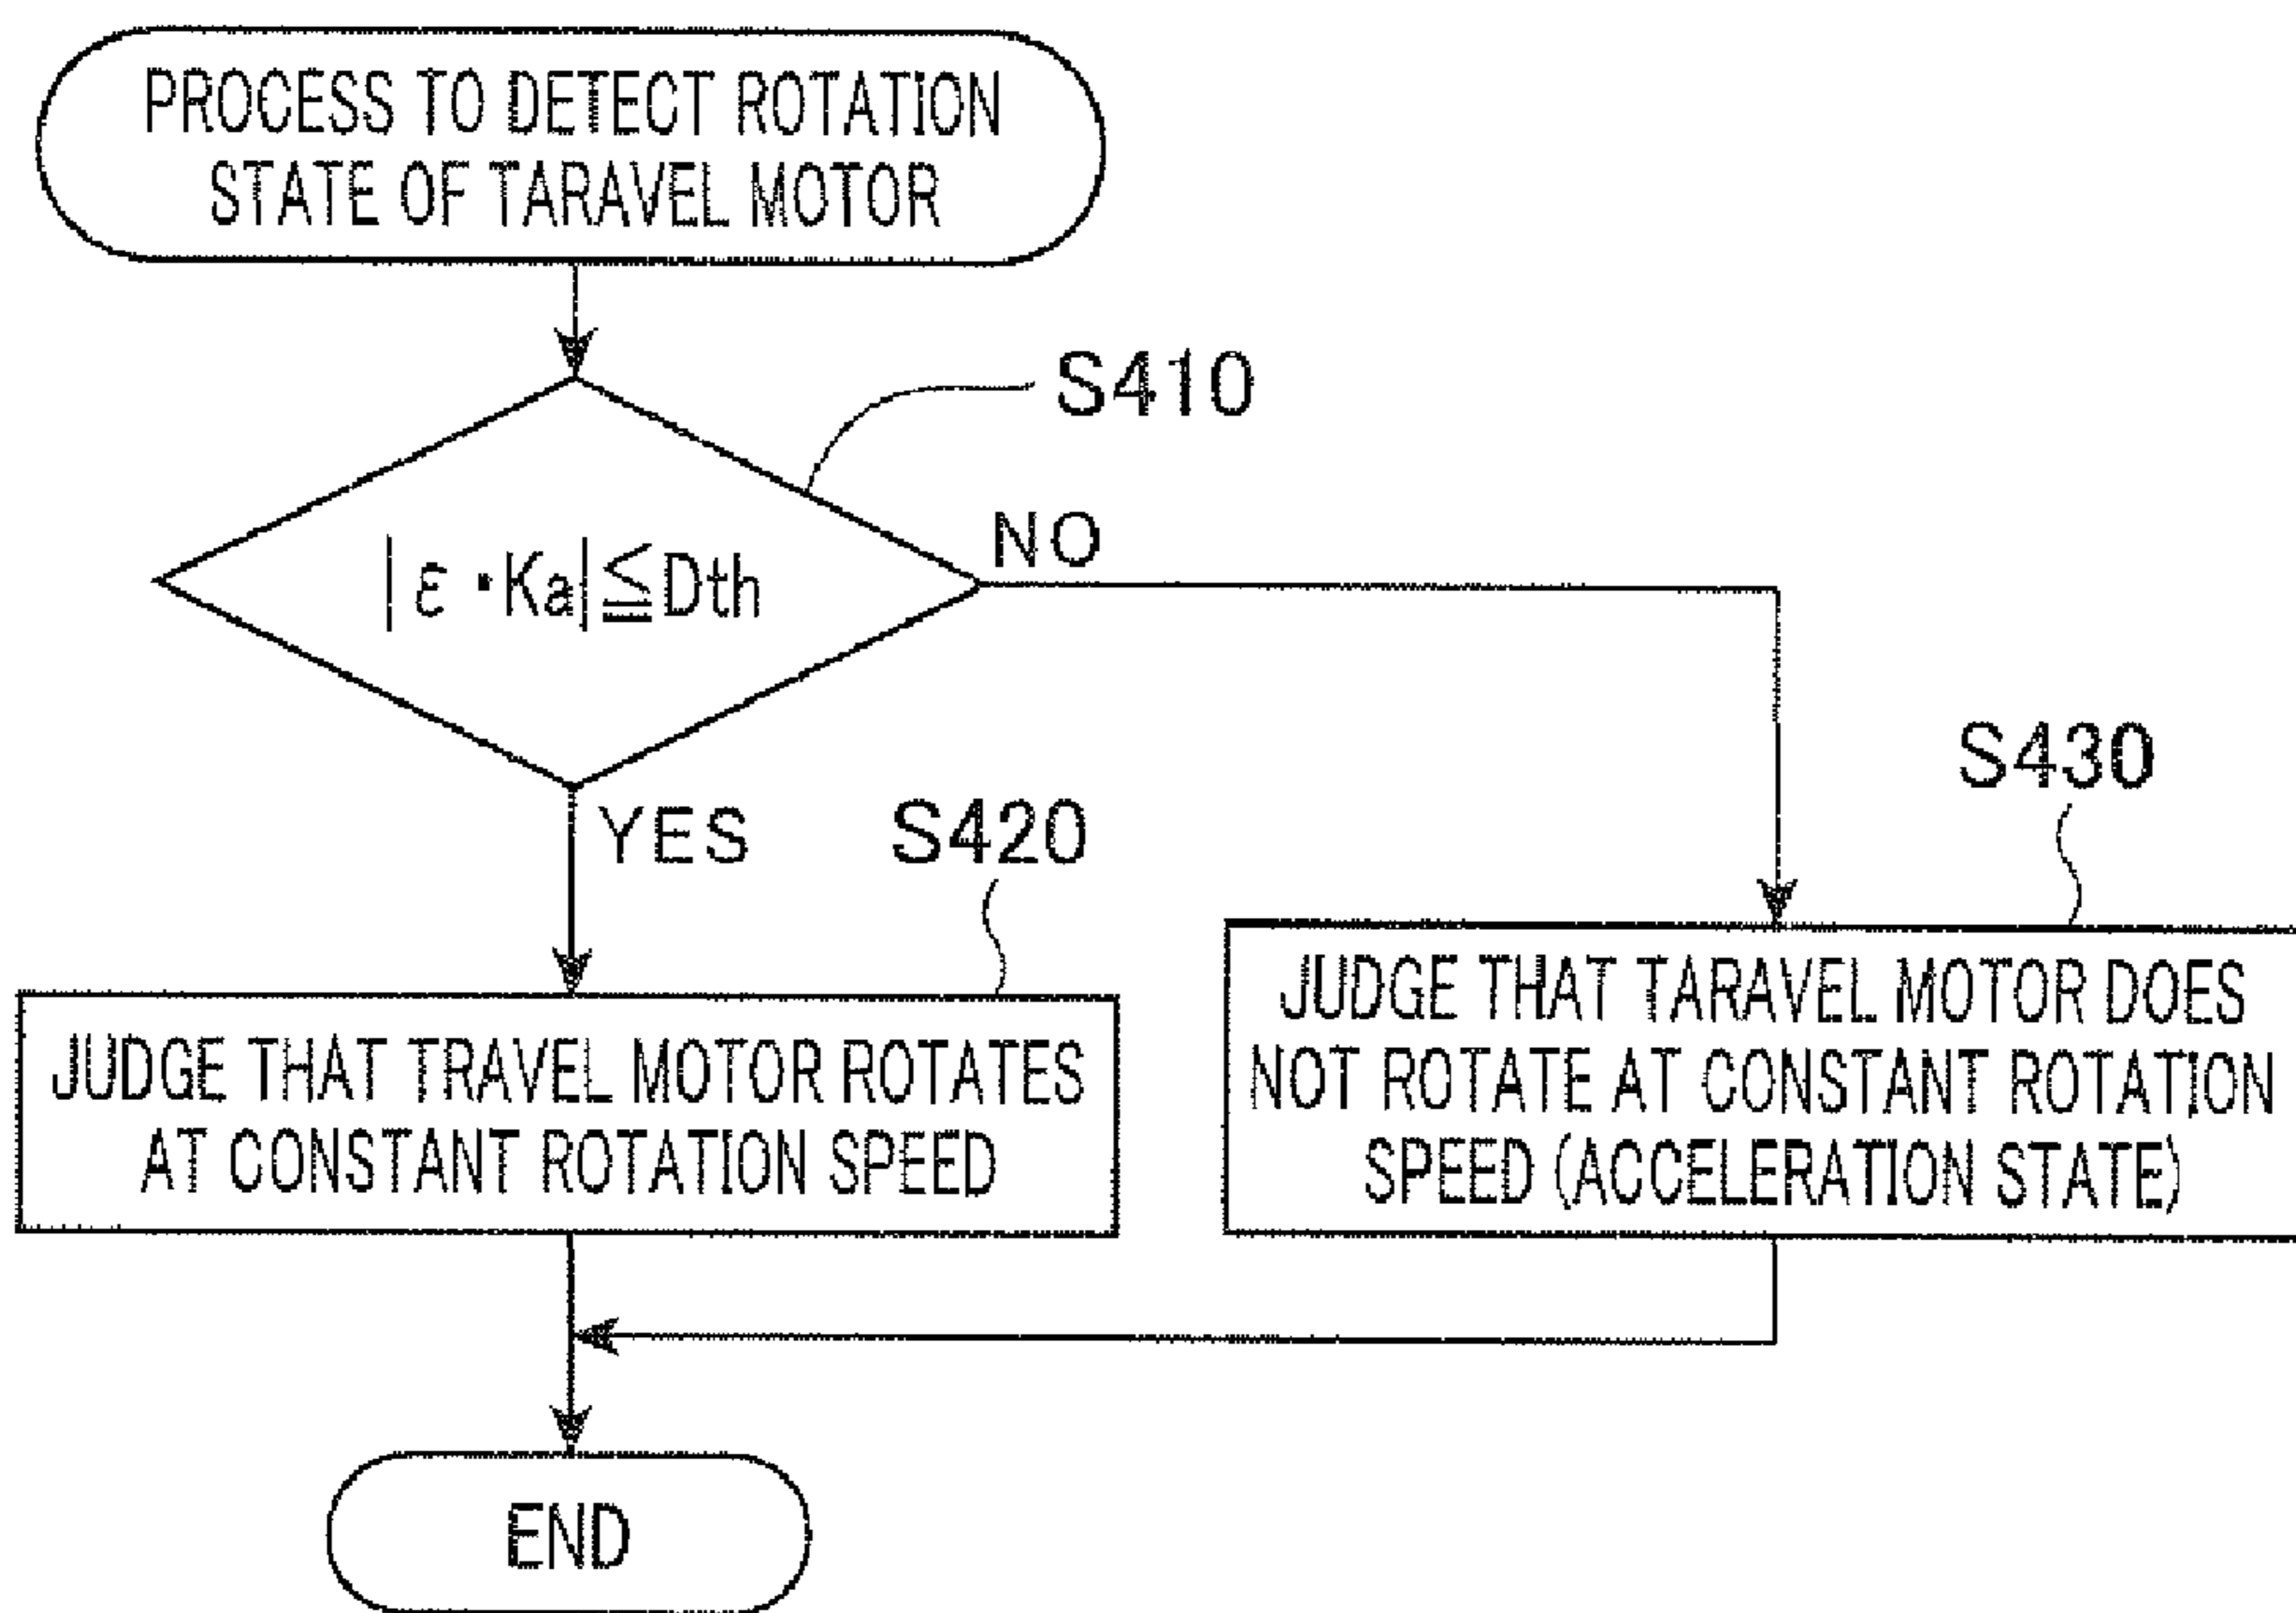 PROCESS TO DETECT ROTATION
STATE OF TARAVEL MOTOR
S410
|ε・Ka|≦Dth
NO
YES
S420
S430
JUDGE THAT TRAVEL MOTOR ROTATES
AT CONSTANT ROTATION SPEED
JUDGE THAT TARAVEL MOTOR DOES
NOT ROTATE AT CONSTANT ROTATION
SPEED (ACCELERATION STATE)
END